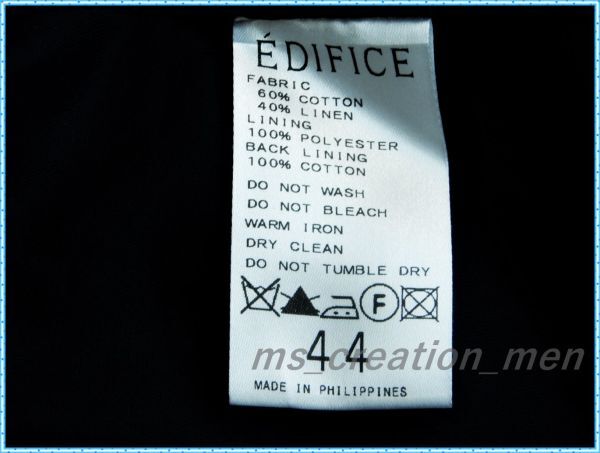 ÉDIFICE
FABRIC
60% COTTON
40% LINEN
LINING
100% POLYESTER
BACK LINING
100% COTTON
DO NOT WASH
DO NOT BLEACH
WARM IRON
DRY CLEAN
DO NOT TUMBLE DRY
F
44
ms_creation_men
MADE IN PHILIPPINES